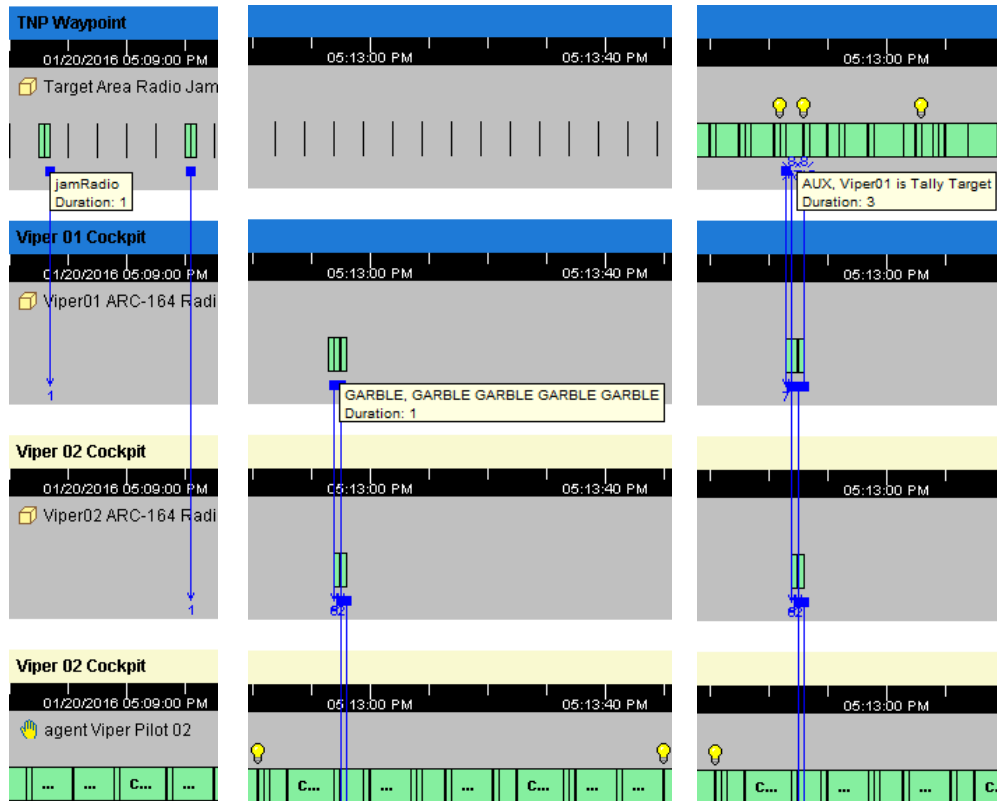 TNP Waypoint
01/20/2016 05:09:00 PM
05:13:00 PM
05:13:40 PM
05:13:00 PM
Target Area Radio Jam
jamRadio
Duration: 1
AUX, Viper01 is Tally Target
Duration: 3
Viper 01 Cockpit
01/20/2016 05:09:00 PM
05:13:00 PM
05:13:40 PM
05:13:00 PM
Viper01 ARC-164 Radi
GARBLE, GARBLE GARBLE GARBLE GARBLE
Duration: 1
1
7
Viper 02 Cockpit
01/20/2016 05:09:00 PM
05:13:00 PM
05:13:40 PM
05:13:00 PM
Viper02 ARC-164 Radi
1
62
62
Viper 02 Cockpit
01/20/2016 05:09:00 PM
05:13:00 PM
05:13:40 PM
05:13:00 PM
agent Viper Pilot 02
... ... C... ...
C... ... ... C... ... ...
C... ... ... C